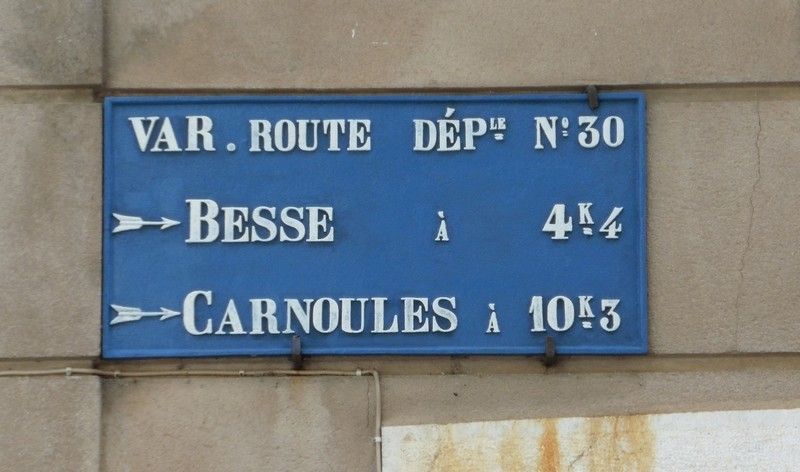 VAR. ROUTE DÉPLE Nº 30
BESSE À 4K4
CARNOULES À 10K3